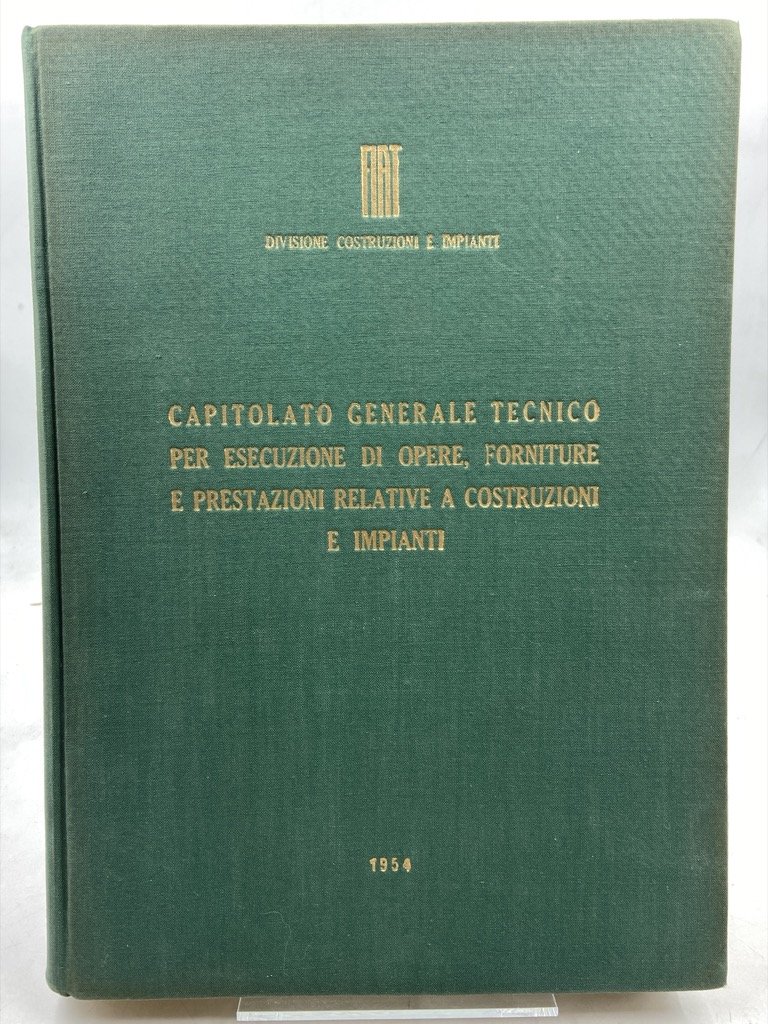 FIAT
DIVISIONE COSTRUZIONI E IMPIANTI
CAPITOLATO GENERALE TECNICO
PER ESECUZIONE DI OPERE, FORNITURE
E PRESTAZIONI RELATIVE A COSTRUZIONI
E IMPIANTI
1954